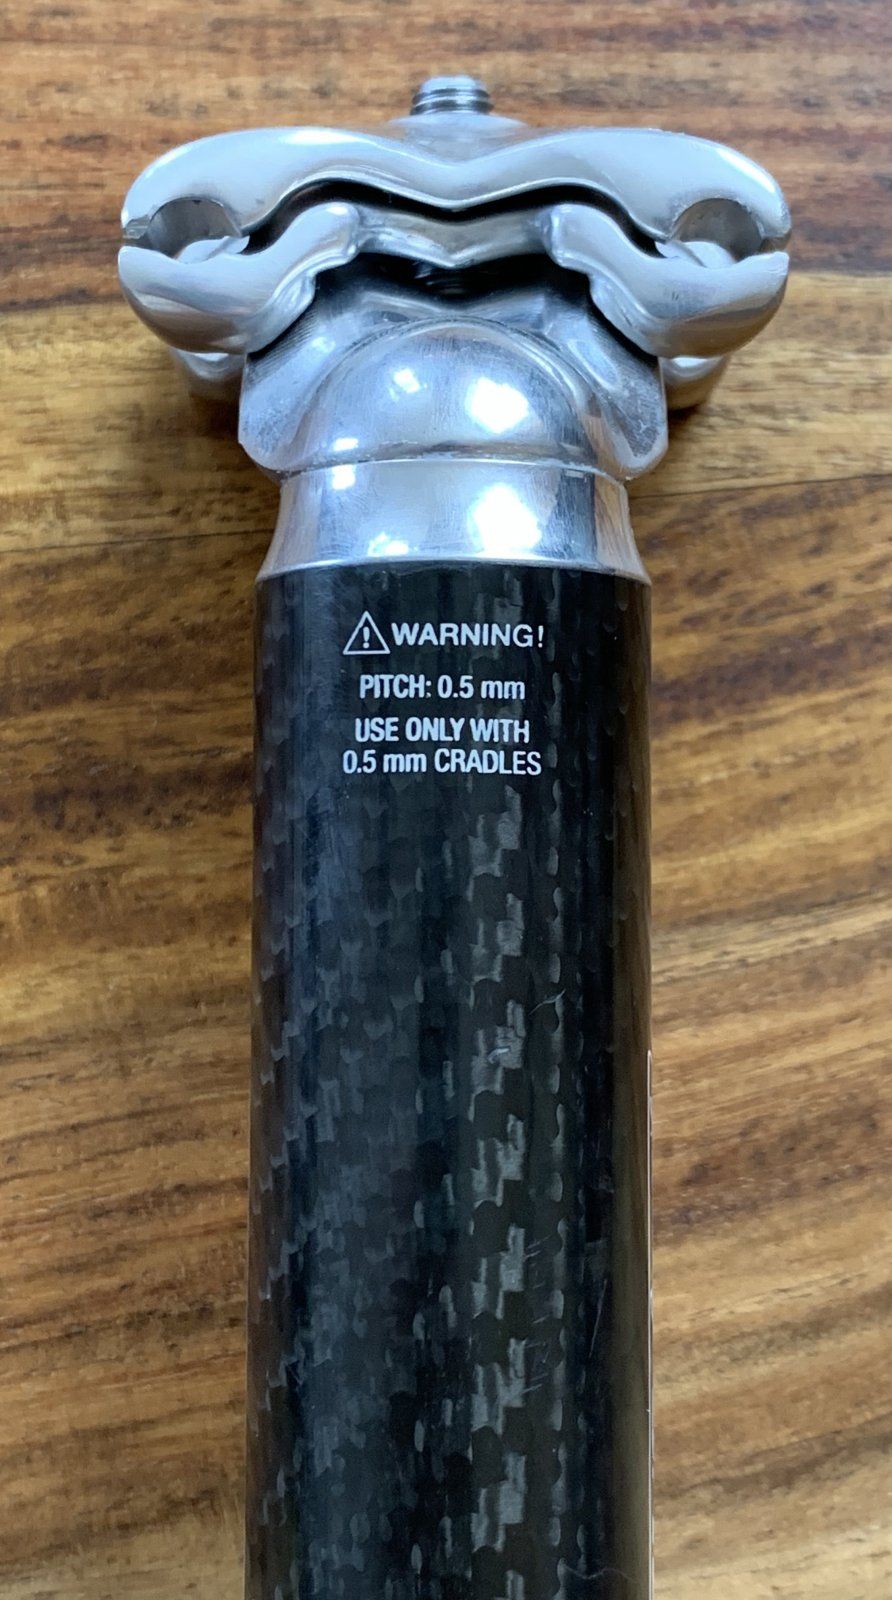 ⚠ WARNING!
PITCH: 0.5 mm
USE ONLY WITH
0.5 mm CRADLES